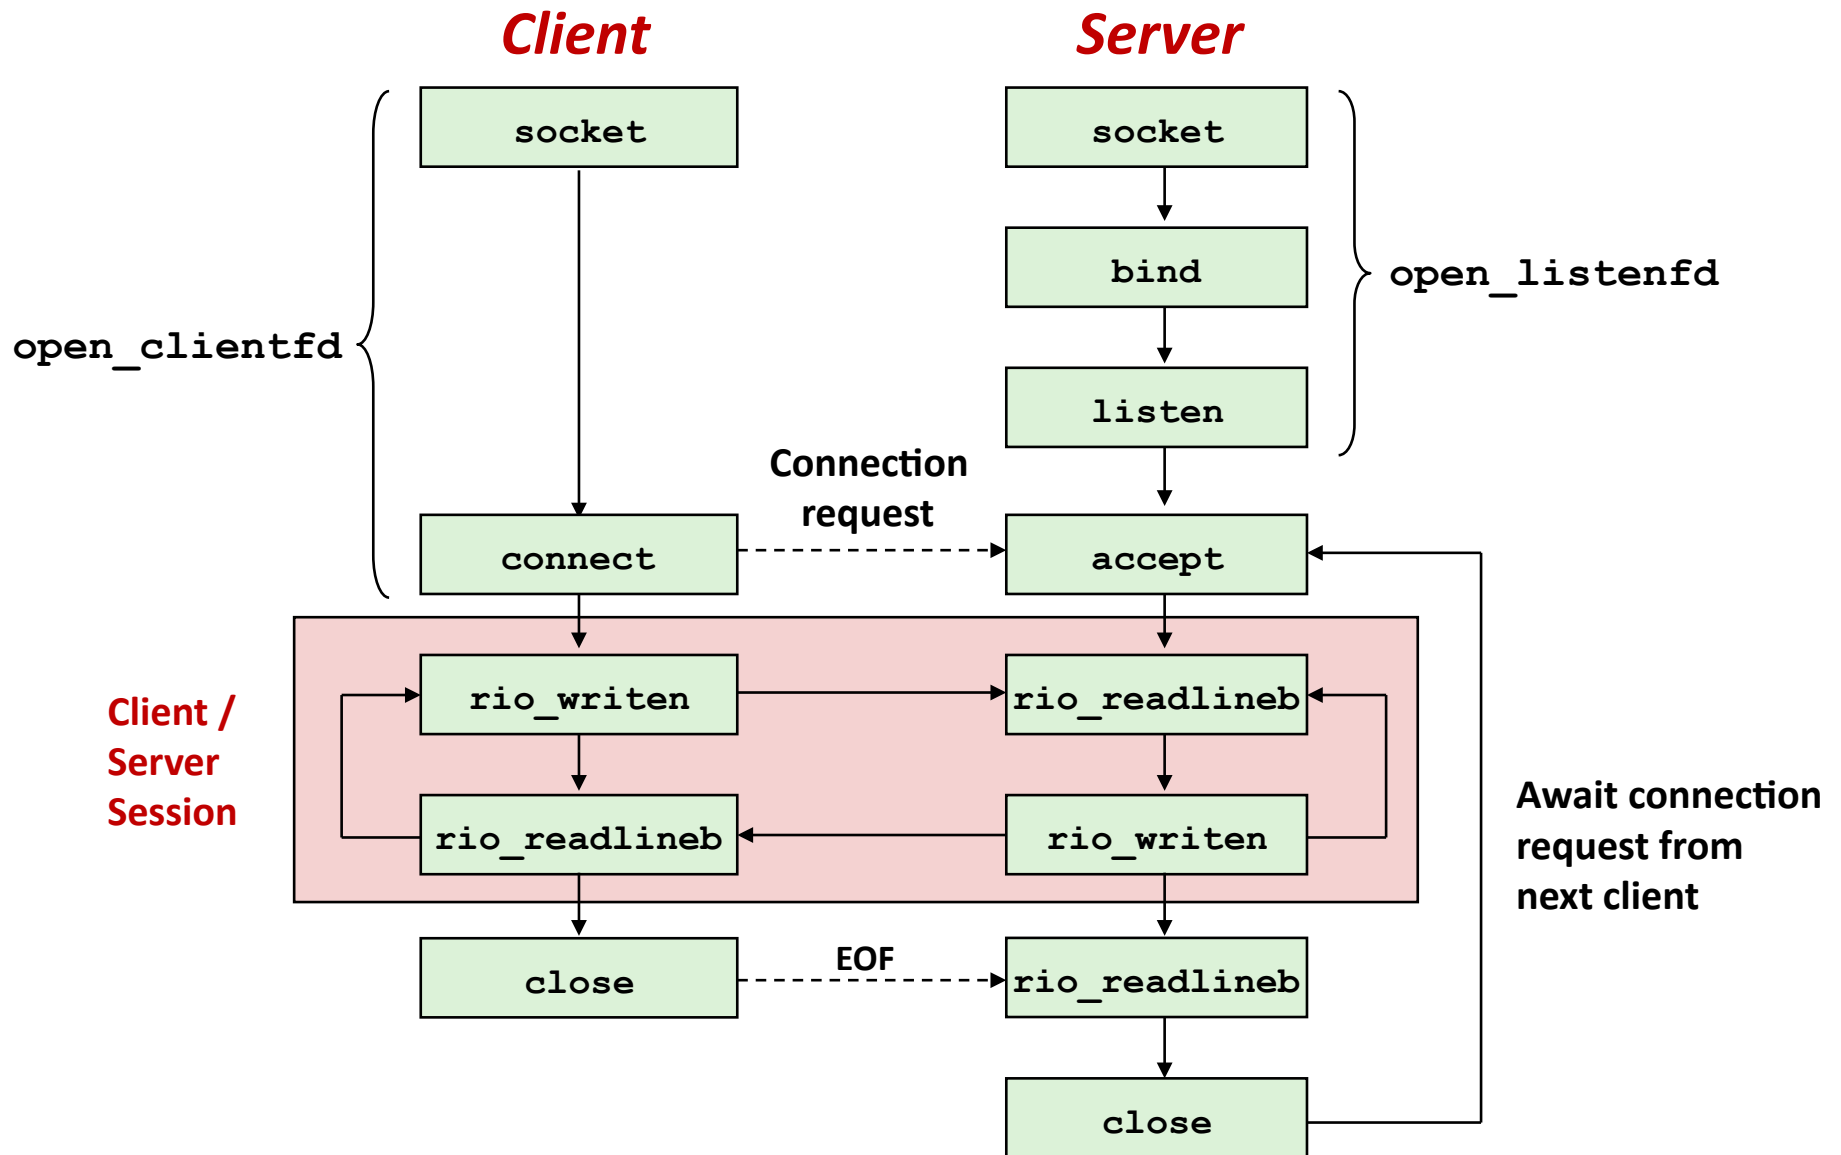 Client
Server
socket
socket
bind
open_listenfd
open_clientfd
listen
Connection
request
connect
accept
Client /
Server
Session
rio_writen
rio_readlineb
rio_readlineb
rio_writen
Await connection
request from
next client
close
EOF
rio_readlineb
close